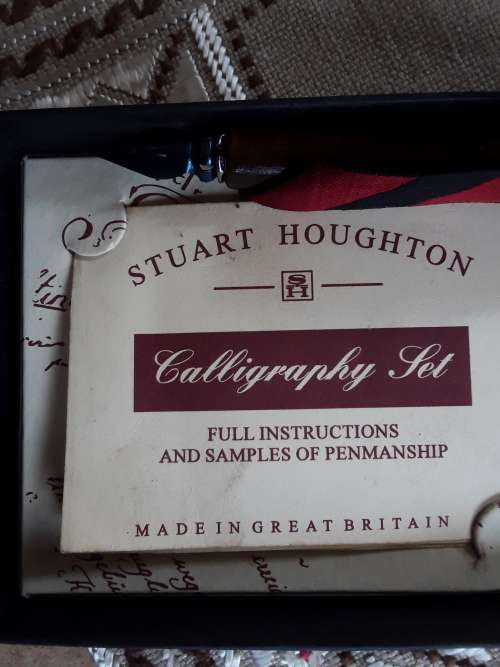 STUART HOUGHTON
SH
Calligraphy Set
FULL INSTRUCTIONS
AND SAMPLES OF PENMANSHIP
MADE IN GREAT BRITAIN